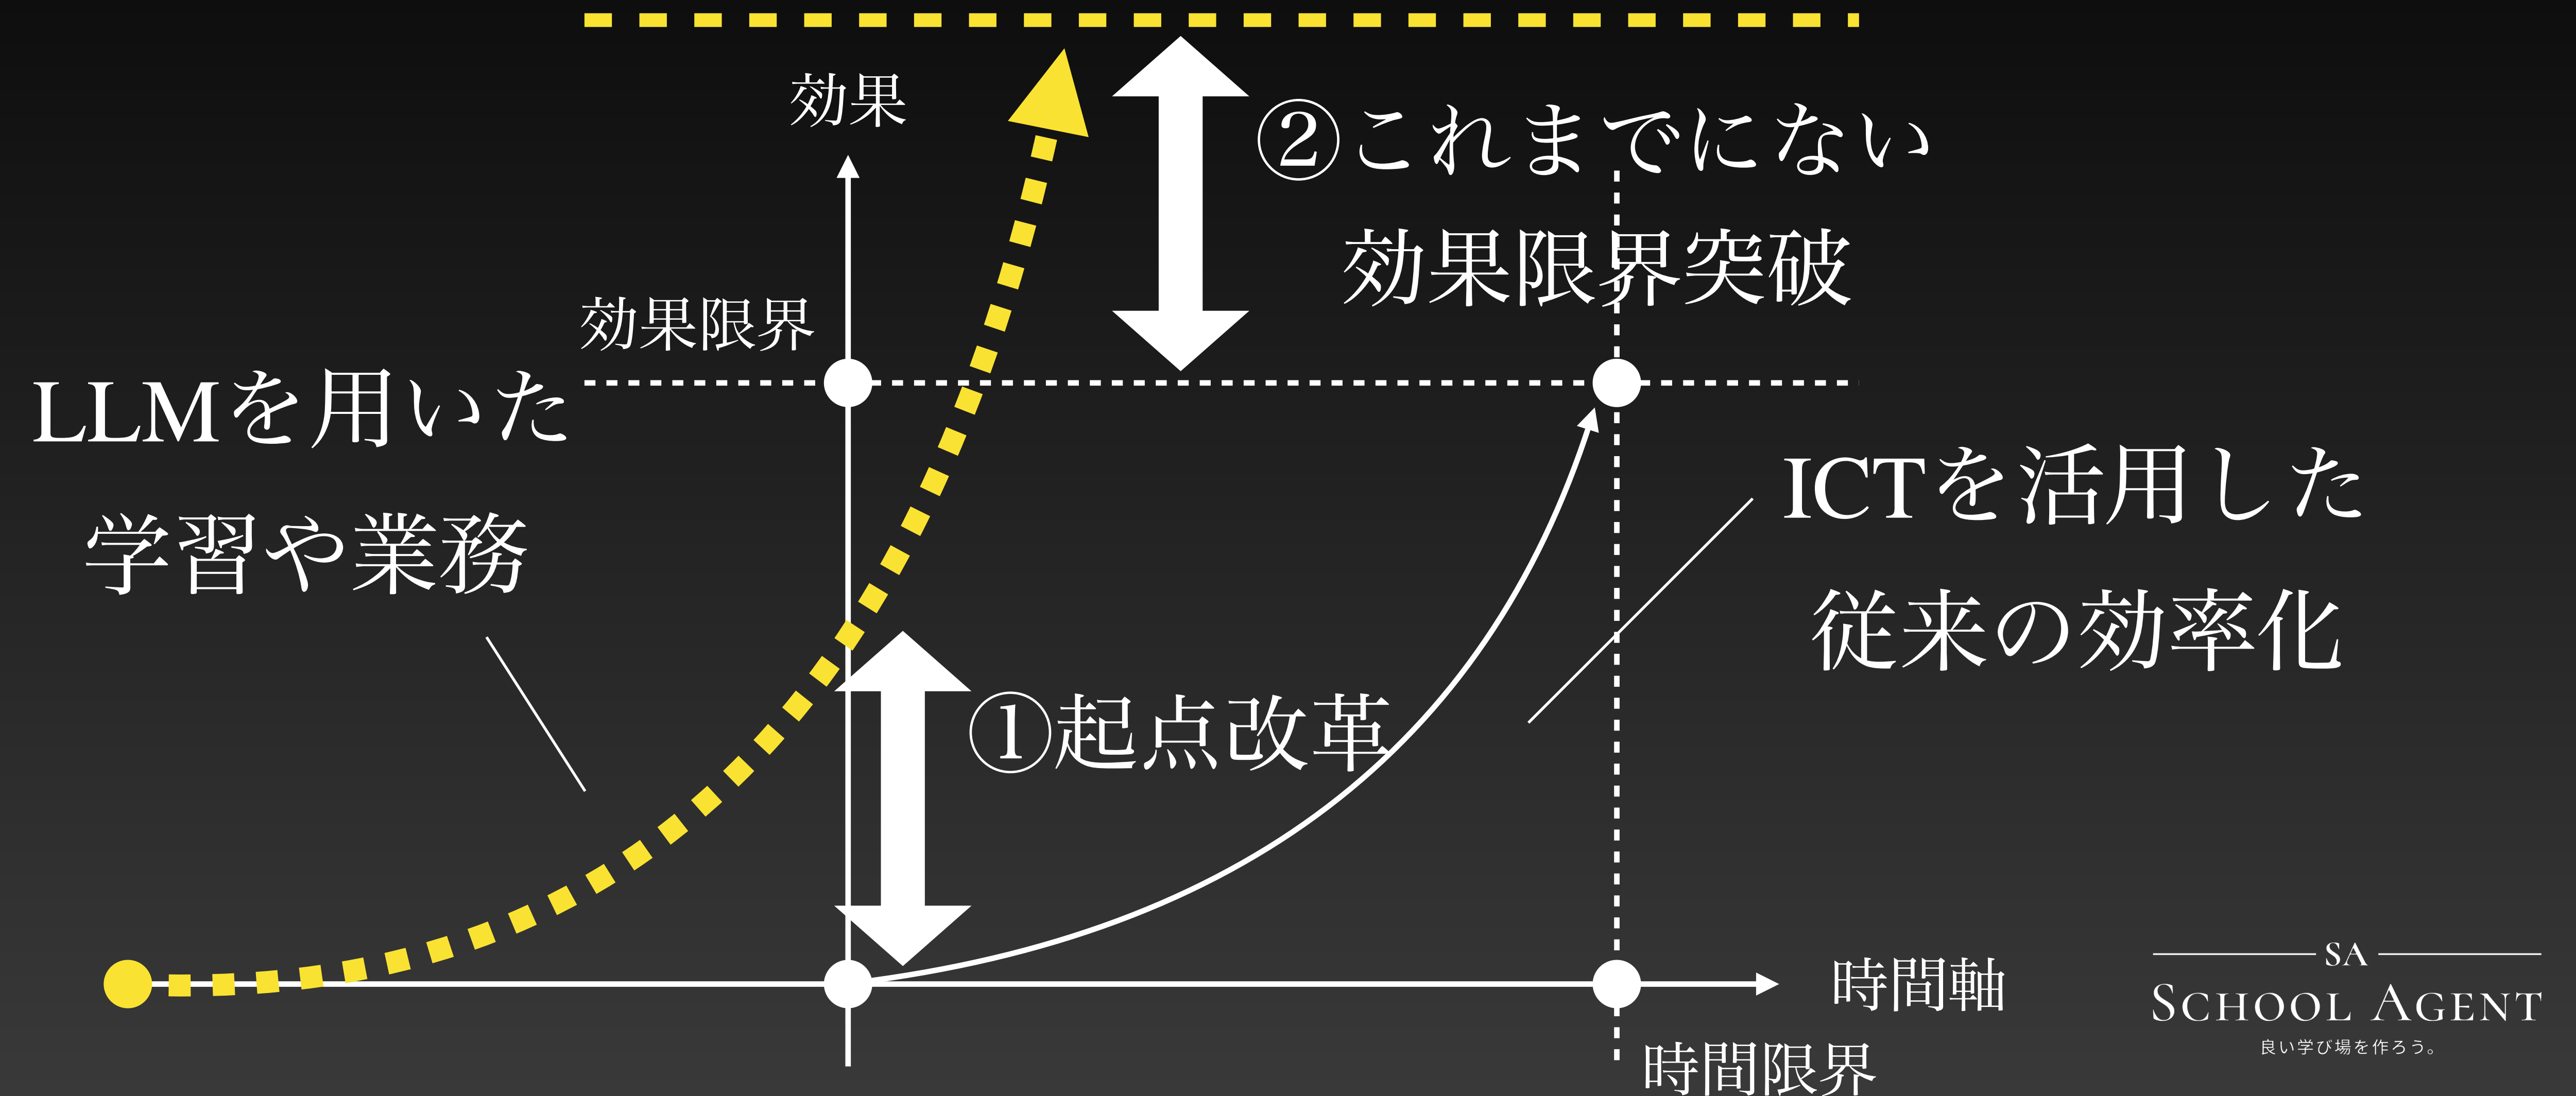 効果
②これまでにない
効果限界突破
効果限界
LLMを用いた
学習や業務
ICTを活用した
従来の効率化
①起点改革
時間軸
時間限界
SA
SCHOOL AGENT
良い学び場を作ろう。